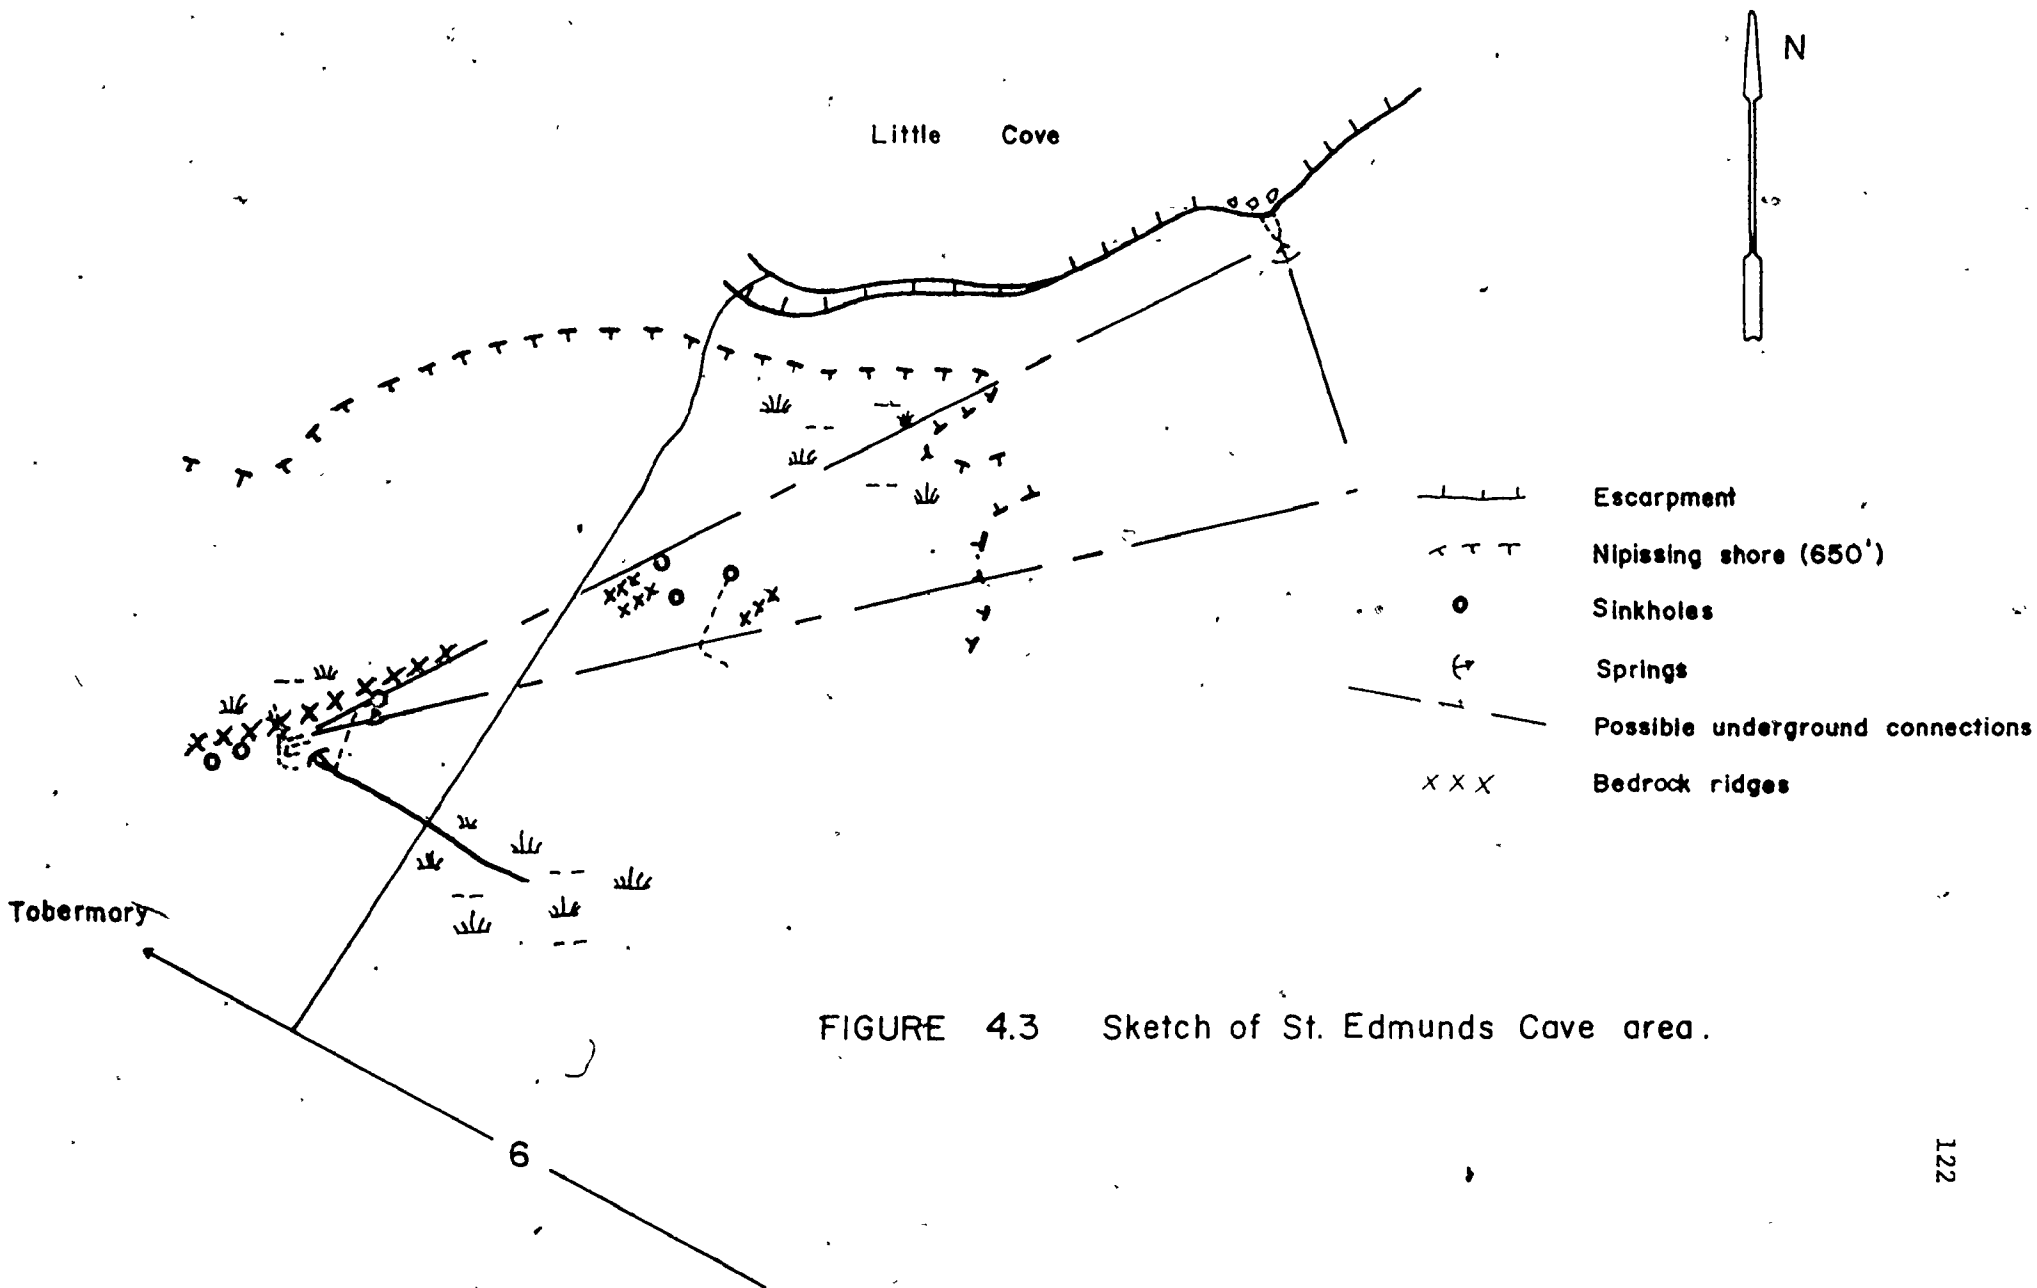 N
Little Cove
Escarpment
Nipissing shore (650')
Sinkholes
Springs
Possible underground connections
Bedrock ridges
Tobermory
FIGURE 4.3 Sketch of St. Edmunds Cave area.
6
122